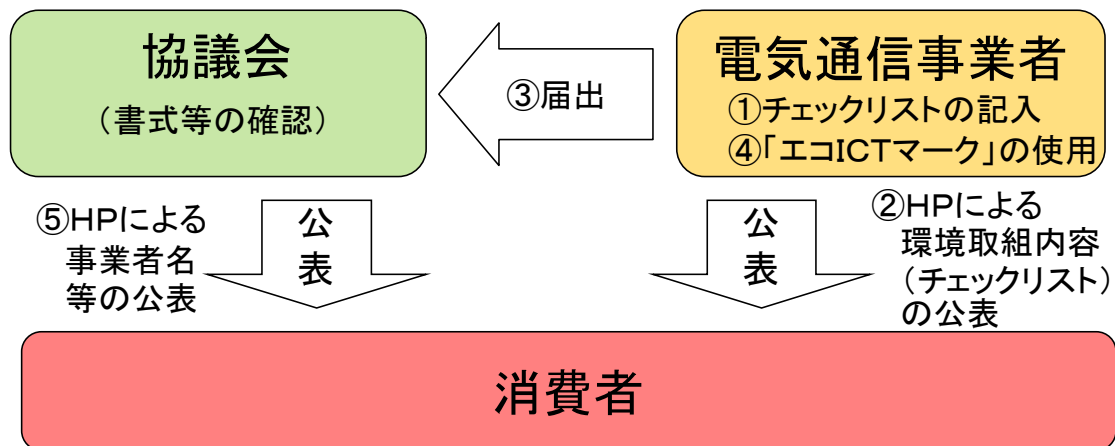 協議会
（書式等の確認）
③届出
電気通信事業者
①チェックリストの記入
④「エコICTマーク」の使用
⑤HPによる
事業者名
等の公表
公
表
公
表
②HPによる
環境取組内容
（チェックリスト）
の公表
消費者